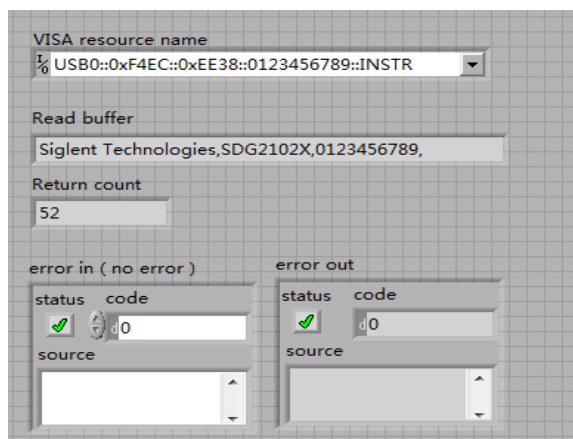 VISA resource name
I/O USB0::0xF4EC::0xEE38::0123456789::INSTR
Read buffer
Siglent Technologies,SDG2102X,0123456789,
Return count
52
error in ( no error )
status code
d 0
source
error out
status code
d 0
source